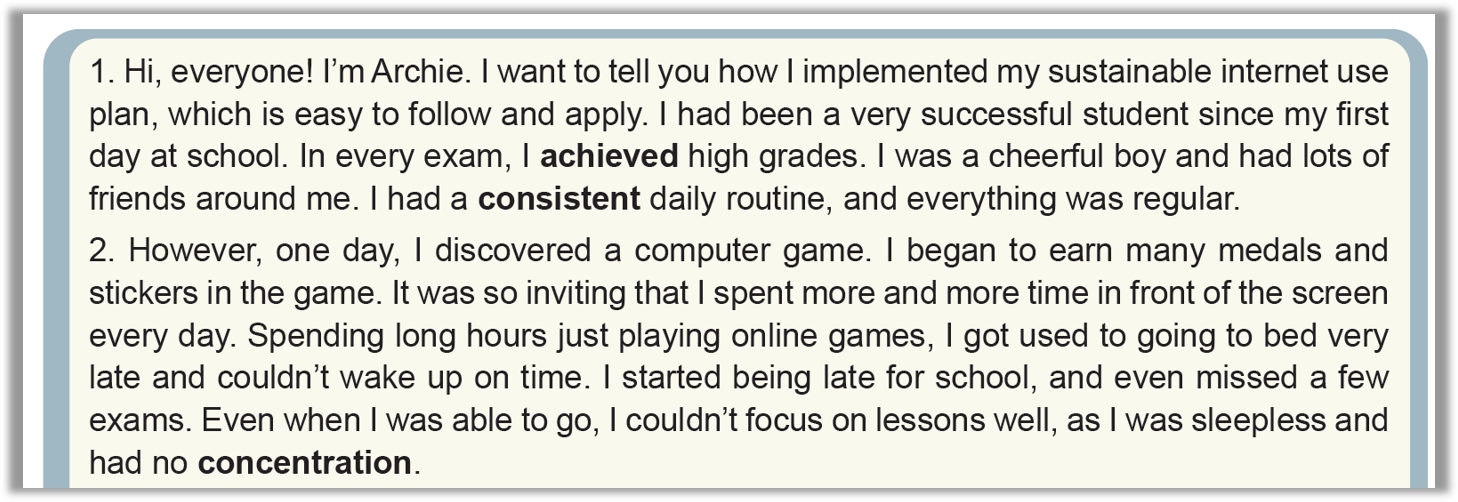 1. Hi, everyone! I'm Archie. I want to tell you how I implemented my sustainable internet use
plan, which is easy to follow and apply. I had been a very successful student since my first
day at school. In every exam, I achieved high grades. I was a cheerful boy and had lots of
friends around me. I had a consistent daily routine, and everything was regular.
2. However, one day, I discovered a computer game. I began to earn many medals and
stickers in the game. It was so inviting that I spent more and more time in front of the screen
every day. Spending long hours just playing online games, I got used to going to bed very
late and couldn't wake up on time. I started being late for school, and even missed a few
exams. Even when I was able to go, I couldn't focus on lessons well, as I was sleepless and
had no concentration.